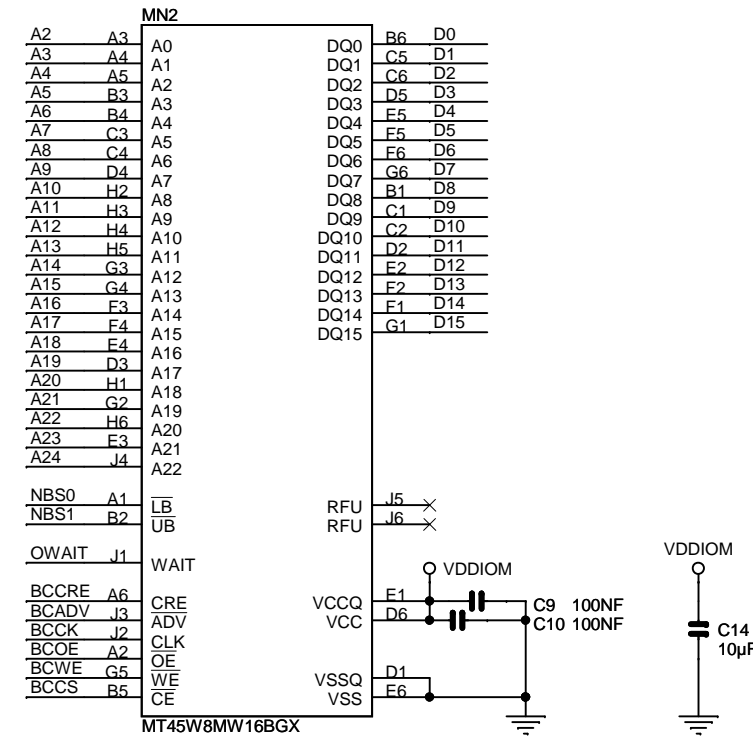 MN2
A2 A3 A0 DQ0 B6 D0
A3 A4 A1 DQ1 C5 D1
A4 A5 A2 DQ2 C6 D2
A5 B3 A3 DQ3 D5 D3
A6 B4 A4 DQ4 E5 D4
A7 C3 A5 DQ5 F5 D5
A8 C4 A6 DQ6 F6 D6
A9 D4 A7 DQ7 G6 D7
A10 H2 A8 DQ8 B1 D8
A11 H3 A9 DQ9 C1 D9
A12 H4 A10 DQ10 C2 D10
A13 H5 A11 DQ11 D2 D11
A14 G3 A12 DQ12 E2 D12
A15 G4 A13 DQ13 F2 D13
A16 F3 A14 DQ14 F1 D14
A17 F4 A15 DQ15 G1 D15
A18 E4 A16
A19 D3 A17
A20 H1 A18
A21 G2 A19
A22 H6 A20
A23 E3 A21
A24 J4 A22
NBS0 A1 LB RFU J5
NBS1 B2 UB RFU J6
OWAIT J1 WAIT
VDDIOM
VDDIOM
BCCRE A6 CRE VCCQ E1 C9 100NF
BCADV J3 ADV VCC D6 C10 100NF
C14
10µF
BCCK J2 CLK
BCOE A2 OE
BCWE G5 WE VSSQ D1
BCCS B5 CE VSS E6
MT45W8MW16BGX